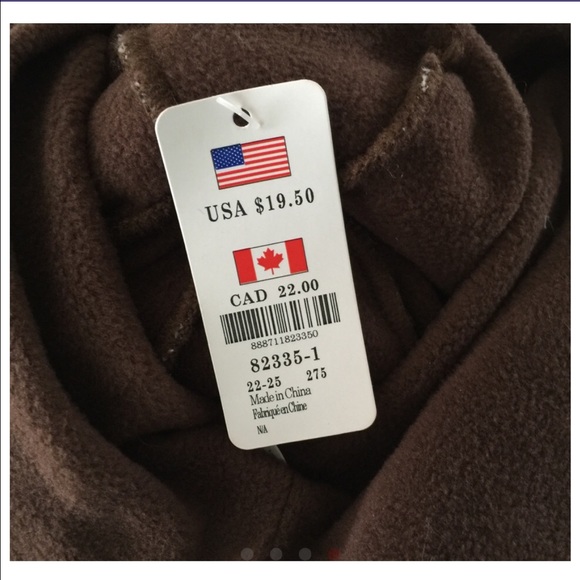 USA $19.50
CAD 22.00
888711823350
82335-1
22-25 275
Made in China
Fabriqué en Chine
N/A